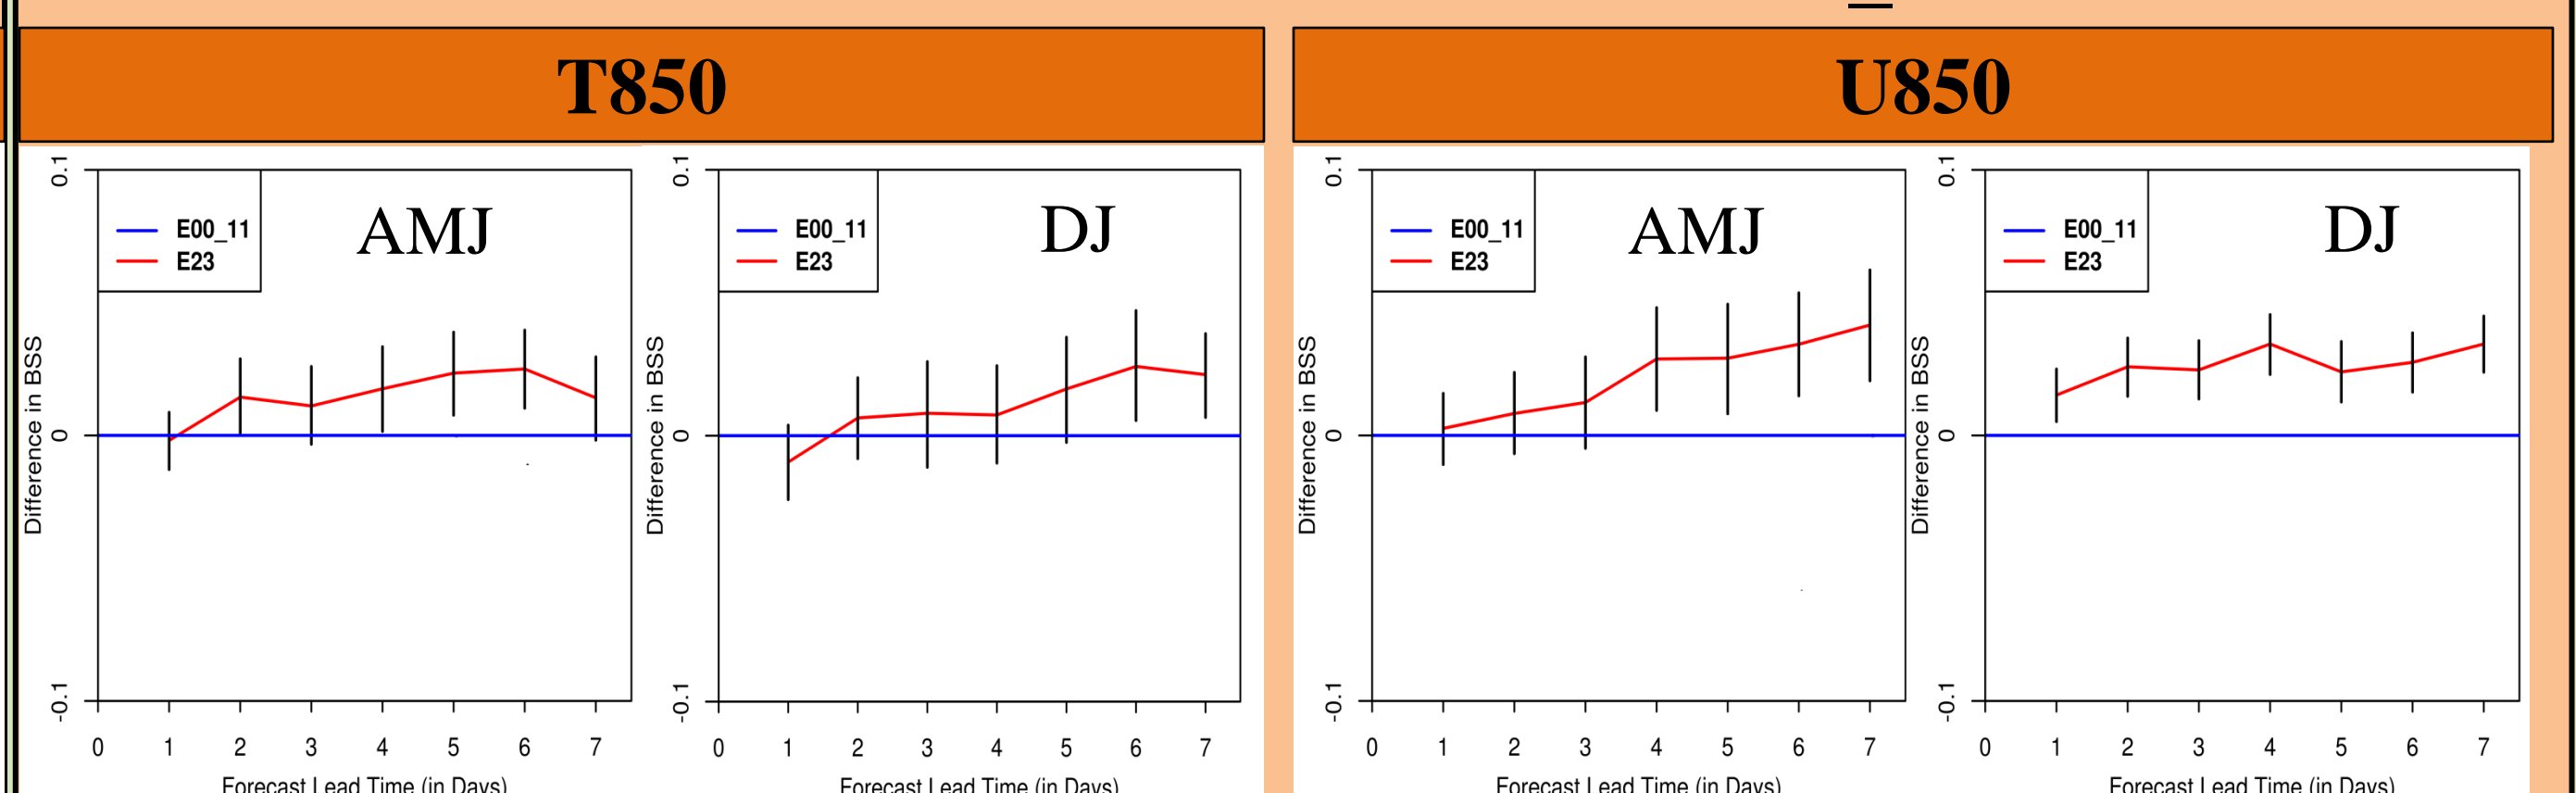 T850
U850
0.1
0
-0.1
Difference in BSS
E00_11
E23
AMJ
0 1 2 3 4 5 6 7
Forecast Lead Time (in Days)
0.1
0
-0.1
Difference in BSS
E00_11
E23
DJ
0 1 2 3 4 5 6 7
Forecast Lead Time (in Days)
0.1
0
-0.1
Difference in BSS
E00_11
E23
AMJ
0 1 2 3 4 5 6 7
Forecast Lead Time (in Days)
0.1
0
-0.1
Difference in BSS
E00_11
E23
DJ
0 1 2 3 4 5 6 7
Forecast Lead Time (in Days)